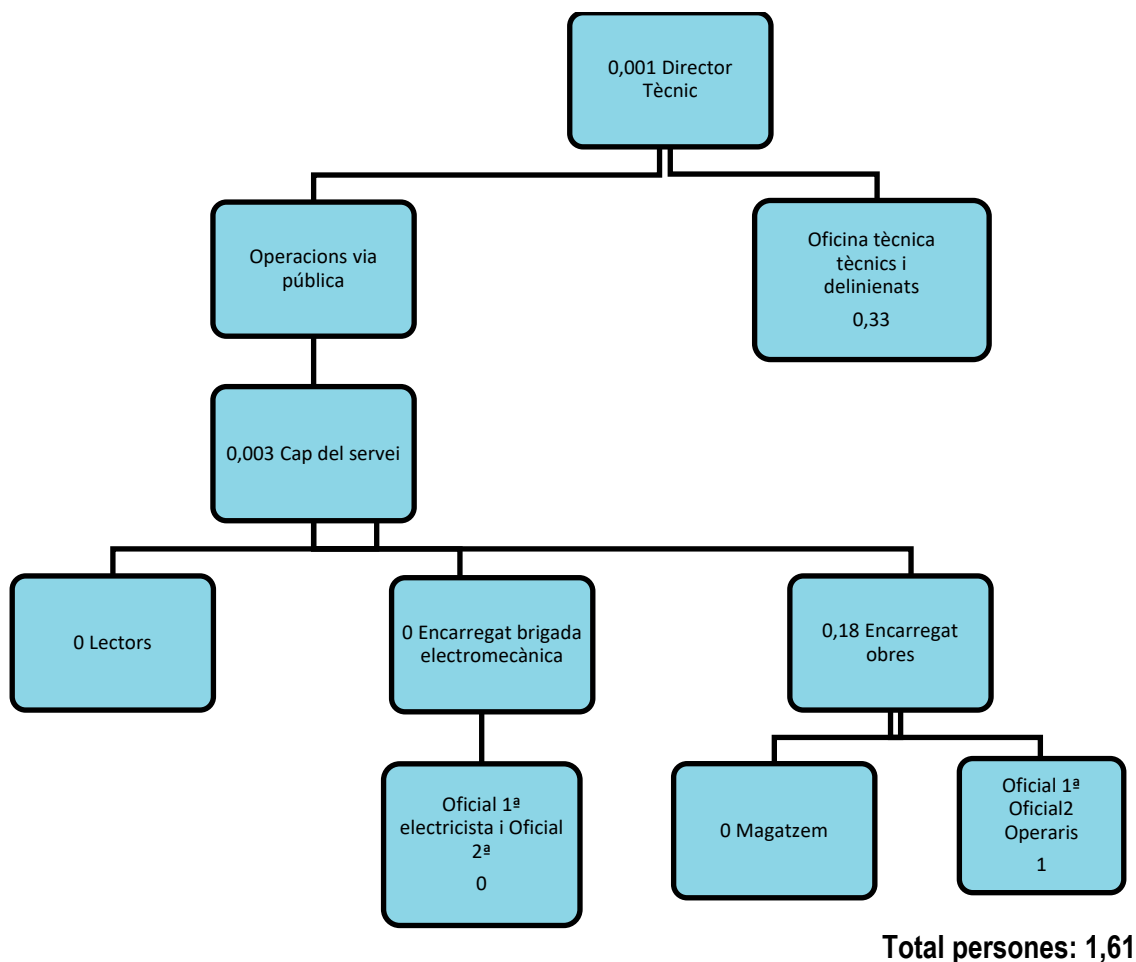 0,001 Director
Tècnic
Operacions via
pública
Oficina tècnica
tècnics i
delinienats
0,33
0,003 Cap del servei
0 Lectors
0 Encarregat brigada
electromecànica
0,18 Encarregat
obres
Oficial 1ª
electricista i Oficial
2ª
0
0 Magatzem
Oficial 1ª
Oficial2
Operaris
1
Total persones: 1,61